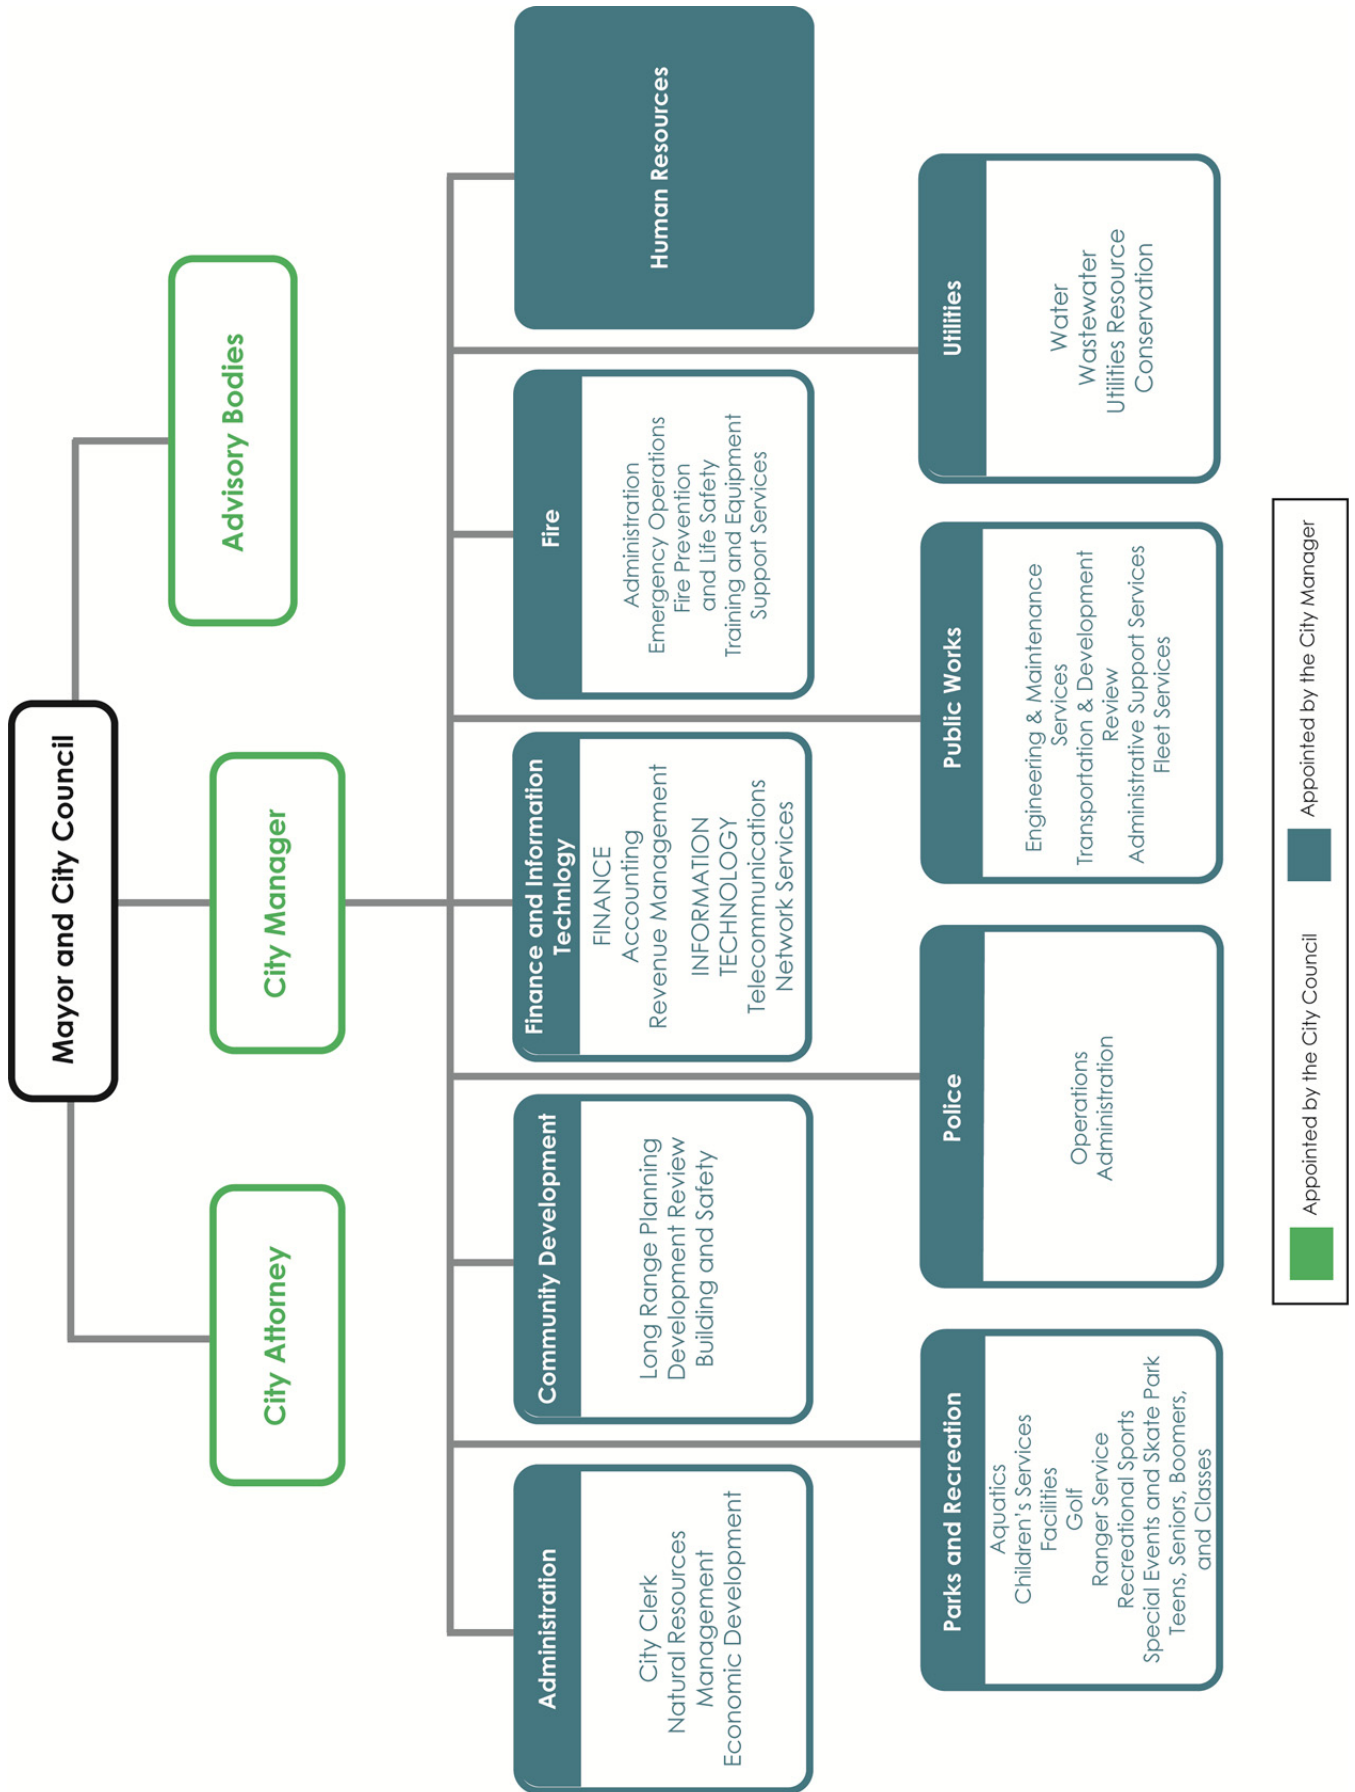 Mayor and City Council
City Attorney
City Manager
Advisory Bodies
Administration
City Clerk
Natural Resources
Management
Economic Development
Community Development
Long Range Planning
Development Review
Building and Safety
Finance and Information
Technlogy
FINANCE
Accounting
Revenue Management
INFORMATION
TECHNOLOGY
Telecommunications
Network Services
Fire
Administration
Emergency Operations
Fire Prevention
and Life Safety
Training and Equipment
Support Services
Human Resources
Parks and Recreation
Aquatics
Children's Services
Facilities
Golf
Ranger Service
Recreational Sports
Special Events and Skate Park
Teens, Seniors, Boomers,
and Classes
Police
Operations
Administration
Public Works
Engineering & Maintenance
Services
Transportation & Development
Review
Administrative Support Services
Fleet Services
Utilities
Water
Wastewater
Utilities Resource
Conservation
Appointed by the City Council
Appointed by the City Manager